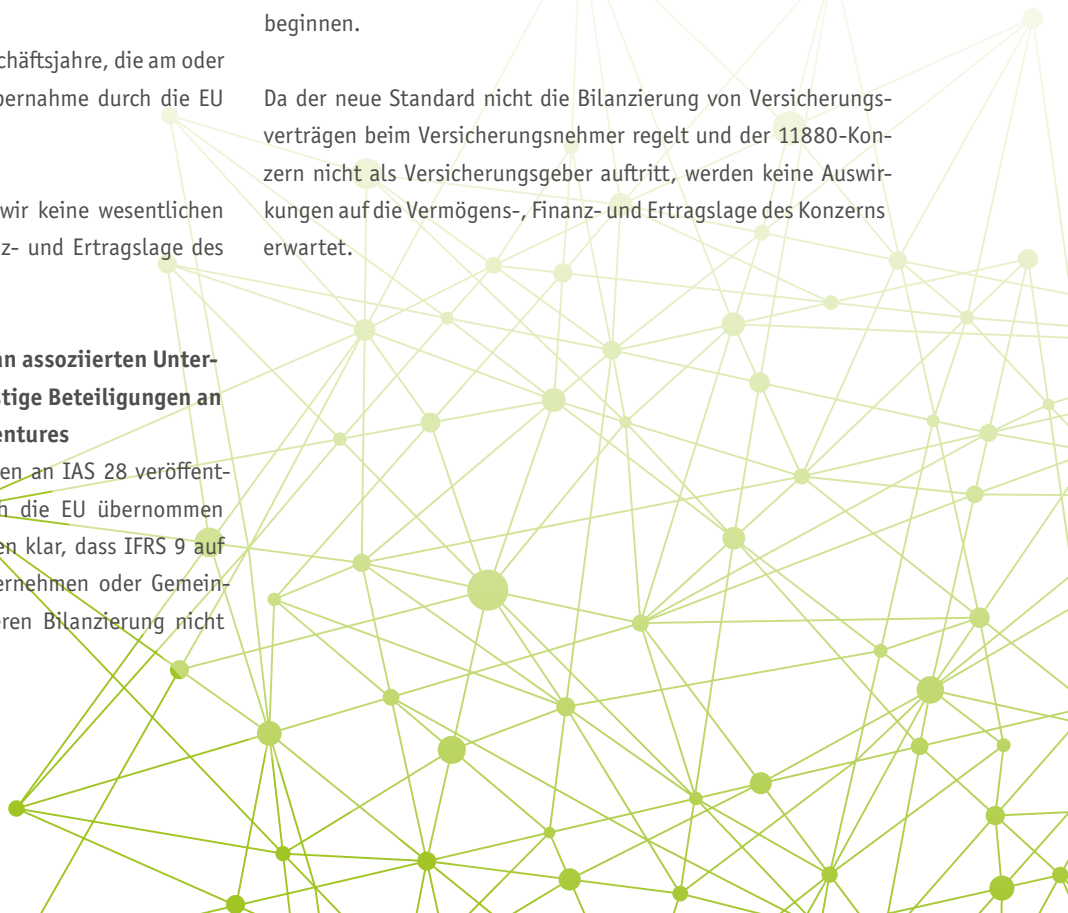 chäftsjahre, die am oder
bernahme durch die EU
wir keine wesentlichen
z- und Ertragslage des
an assoziierten Unter-
stige Beteiligungen an
entures
en an IAS 28 veröffent-
h die EU übernommen
en klar, dass IFRS 9 auf
ernehmen oder Gemein-
eren Bilanzierung nicht
beginnen.
Da der neue Standard nicht die Bilanzierung von Versicherungs-
verträgen beim Versicherungsnehmer regelt und der 11880-Kon-
zern nicht als Versicherungsgeber auftritt, werden keine Auswir-
kungen auf die Vermögens-, Finanz- und Ertragslage des Konzerns
erwartet.